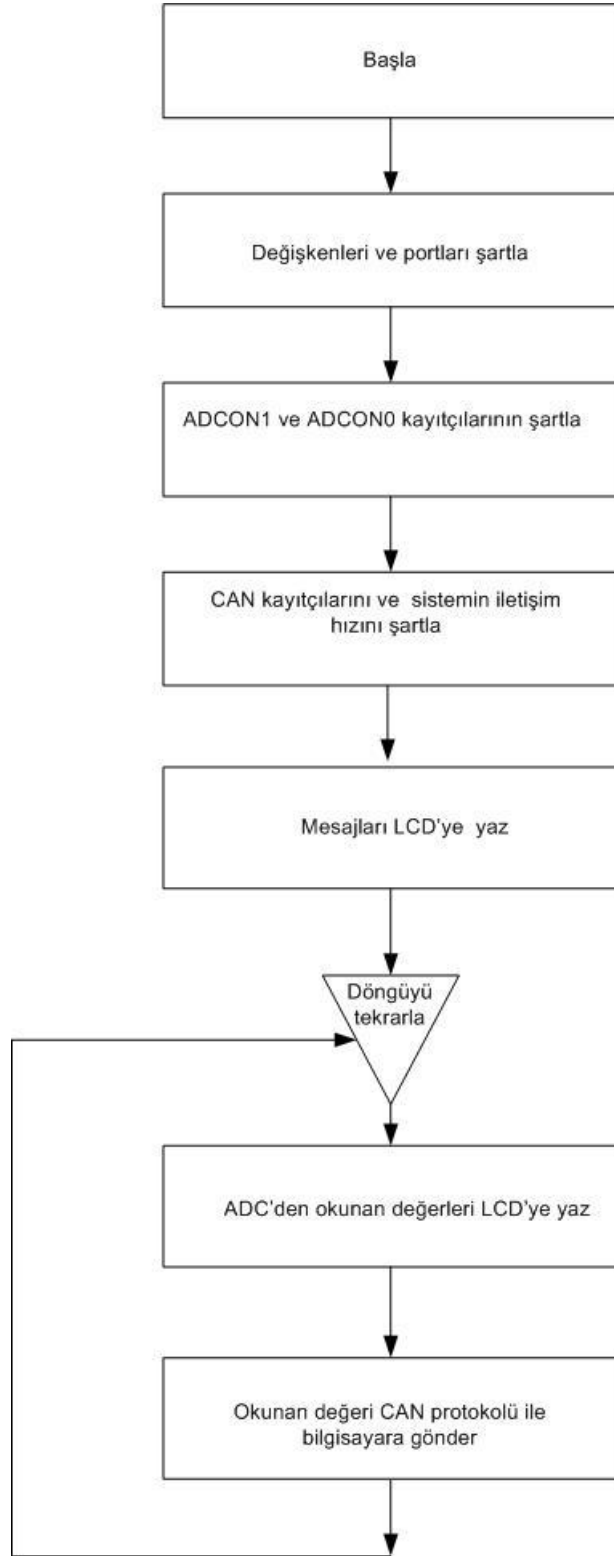 Başla
Değişkenleri ve portları şartla
ADCON1 ve ADCON0 kayıtçılarının şartla
CAN kayıtçılarını ve sistemin iletişim
hızını şartla
Mesajları LCD'ye yaz
Döngüyü
tekrarla
ADC'den okunan değerleri LCD'ye yaz
Okunan değeri CAN protokolü ile
bilgisayara gönder